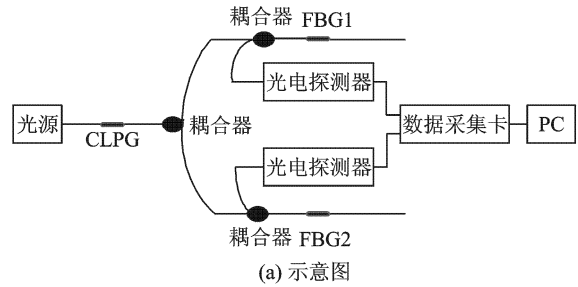 耦合器 FBG1
光电探测器
光源
CLPG
耦合器
数据采集卡
PC
光电探测器
耦合器 FBG2
(a) 示意图